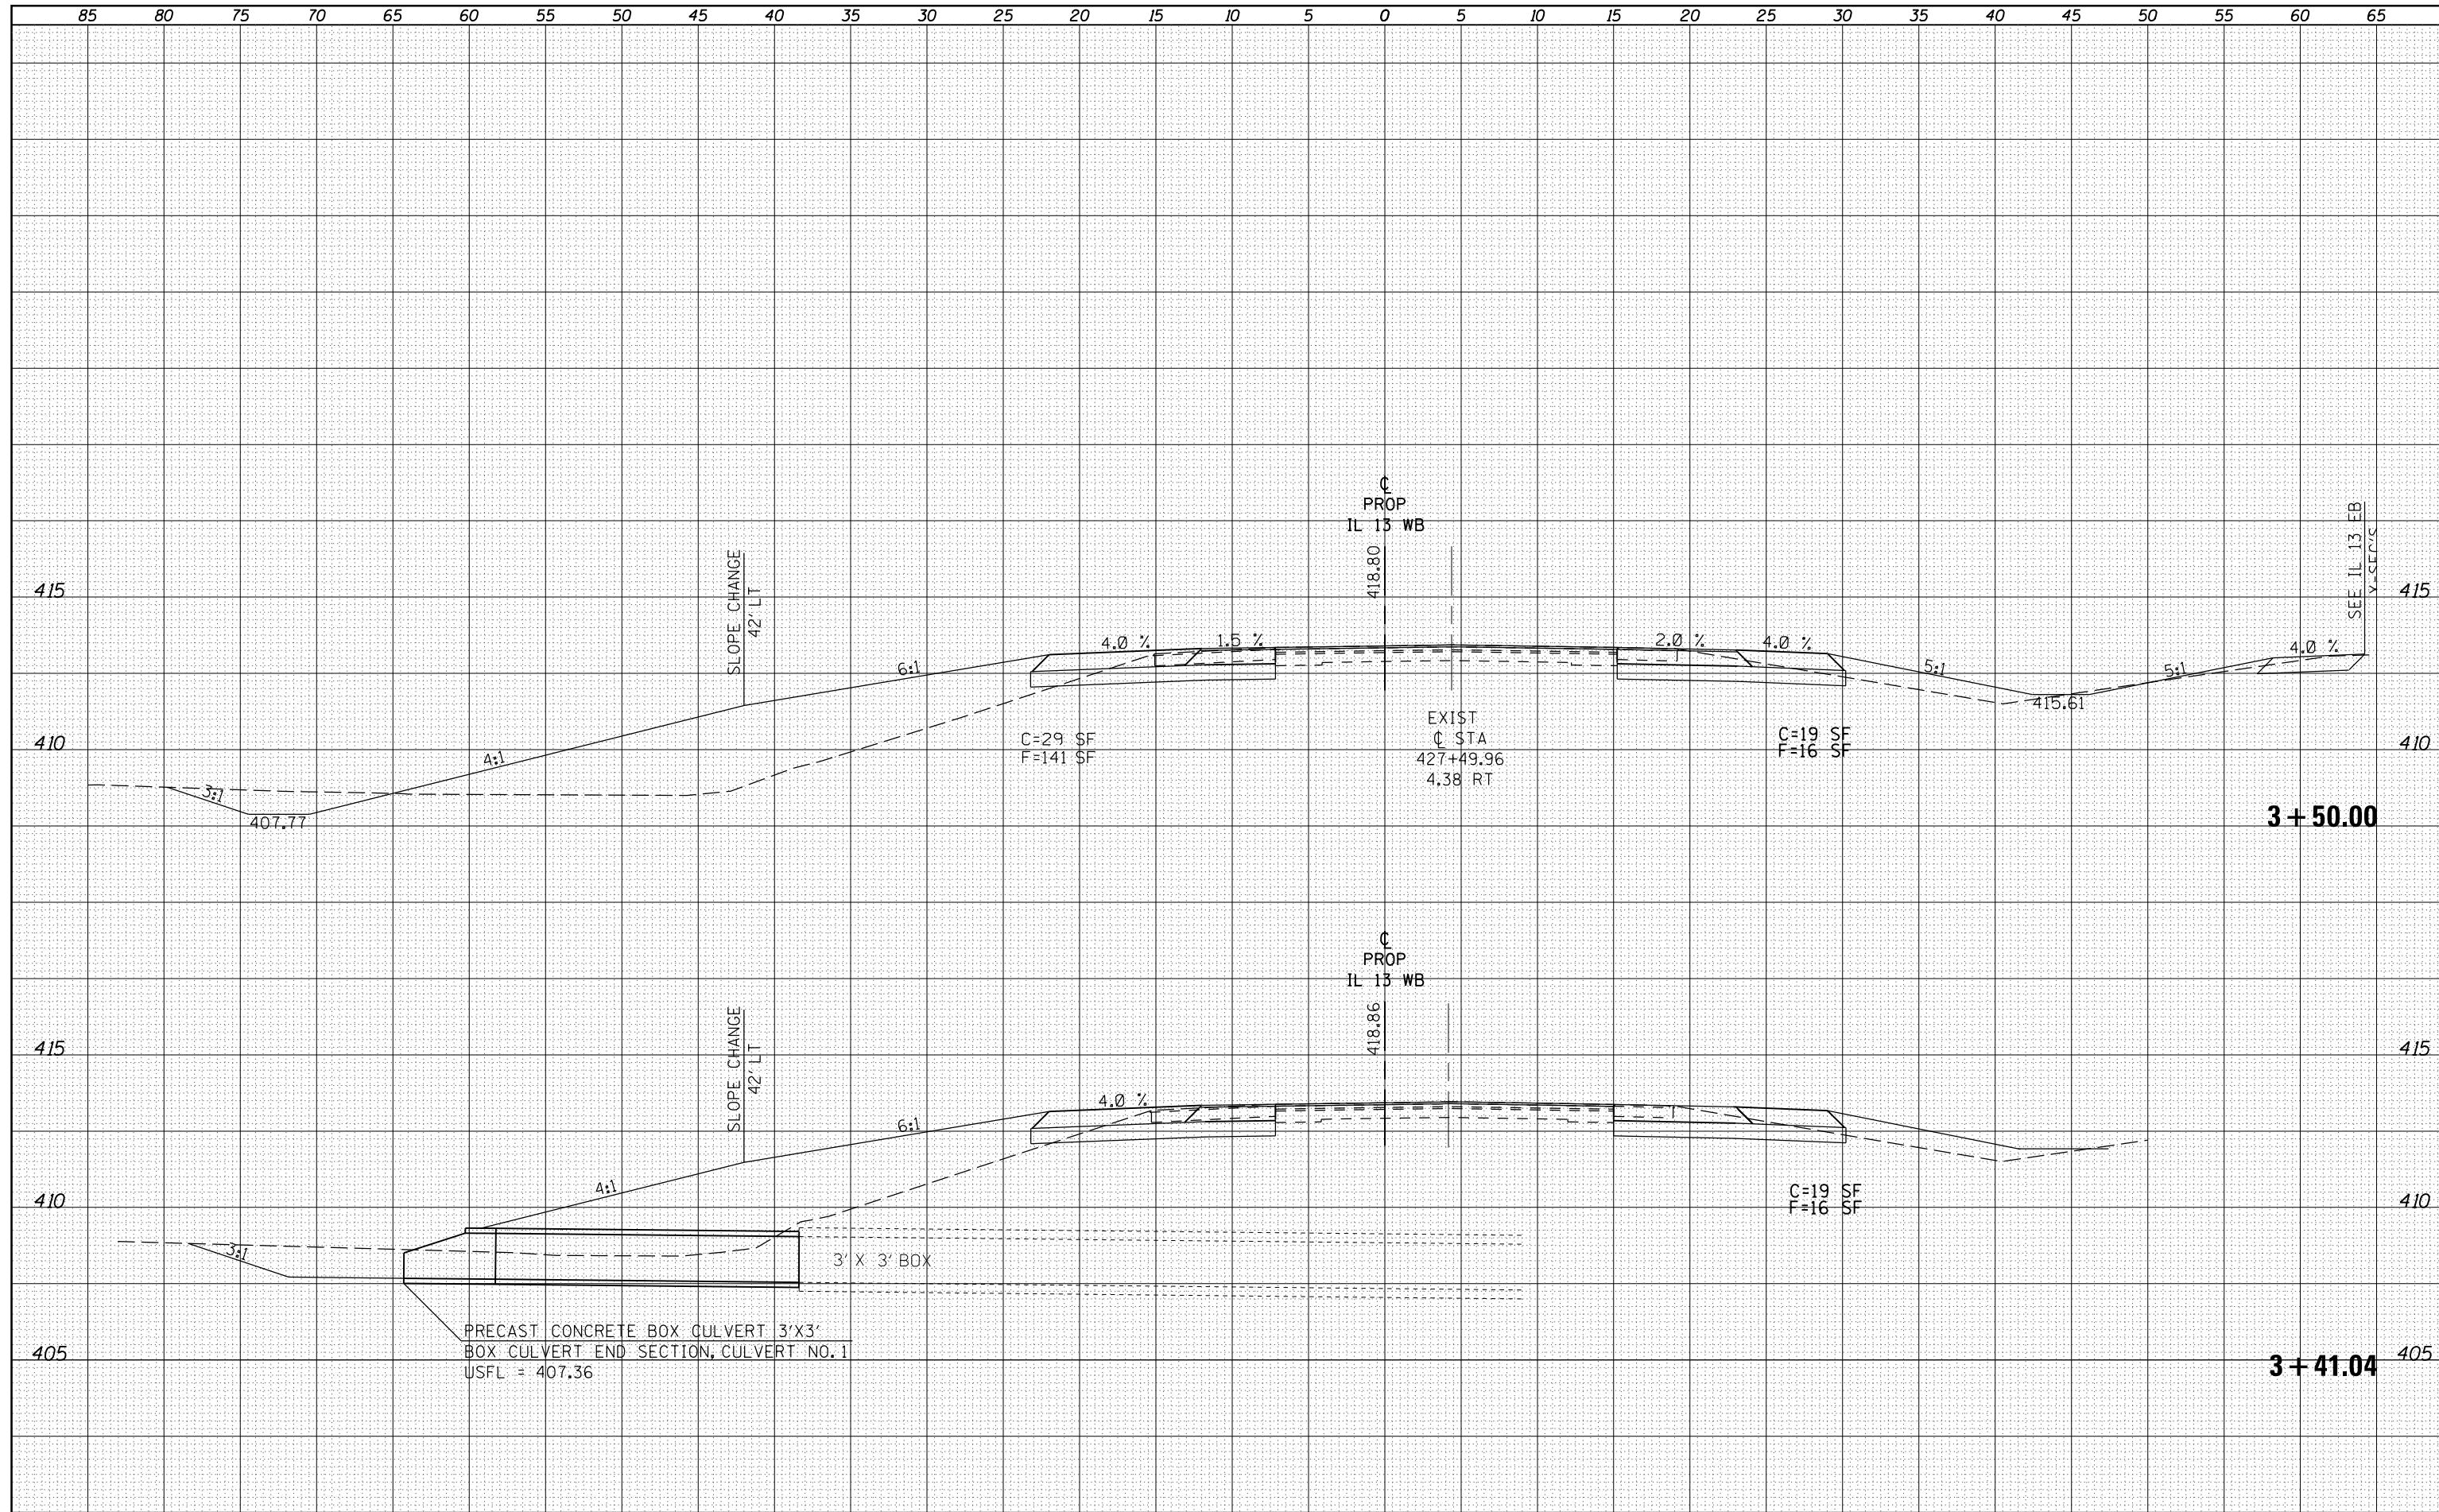 85 80 75 70 65 60 55 50 45 40 35 30 25 20 15 10 5 0 5 10 15 20 25 30 35 40 45 50 55 60 65
℄
PROP
IL 13 WB
418.80
SLOPE CHANGE
42' LT
SEE IL 13 EB
X-SEC'S
415
415
4.0 %
1.5 %
2.0 %
4.0 %
4.0 %
6:1
5:1
5:1
415.61
EXIST
℄ STA
427+49.96
4.38 RT
C=29 SF
F=141 SF
C=19 SF
F=16 SF
410
410
4:1
3:1
407.77
3+50.00
℄
PROP
IL 13 WB
418.86
SLOPE CHANGE
42' LT
415
415
4.0 %
6:1
4:1
C=19 SF
F=16 SF
410
410
3:1
3' X 3' BOX
PRECAST CONCRETE BOX CULVERT 3'X3'
BOX CULVERT END SECTION, CULVERT NO. 1
USFL = 407.36
405
405
3+41.04